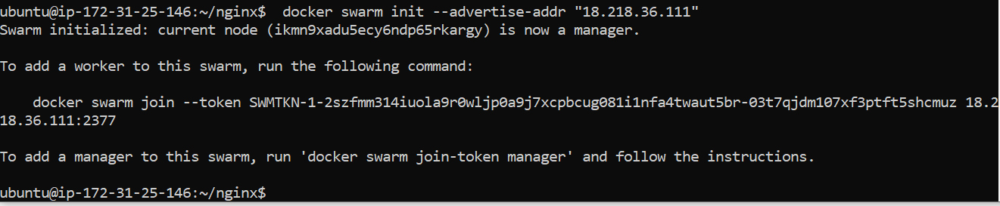 ubuntu@ip-172-31-25-146:~/nginx$  docker swarm init --advertise-addr "18.218.36.111"
Swarm initialized: current node (ikmn9xadu5ecy6ndp65rkargy) is now a manager.
To add a worker to this swarm, run the following command:
    docker swarm join --token SWMTKN-1-2szfmm314iuola9r0wljp0a9j7xcpbcug081i1nfa4twaut5br-03t7qjdm107xf3ptft5shcmuz 18.2
18.36.111:2377
To add a manager to this swarm, run 'docker swarm join-token manager' and follow the instructions.
ubuntu@ip-172-31-25-146:~/nginx$